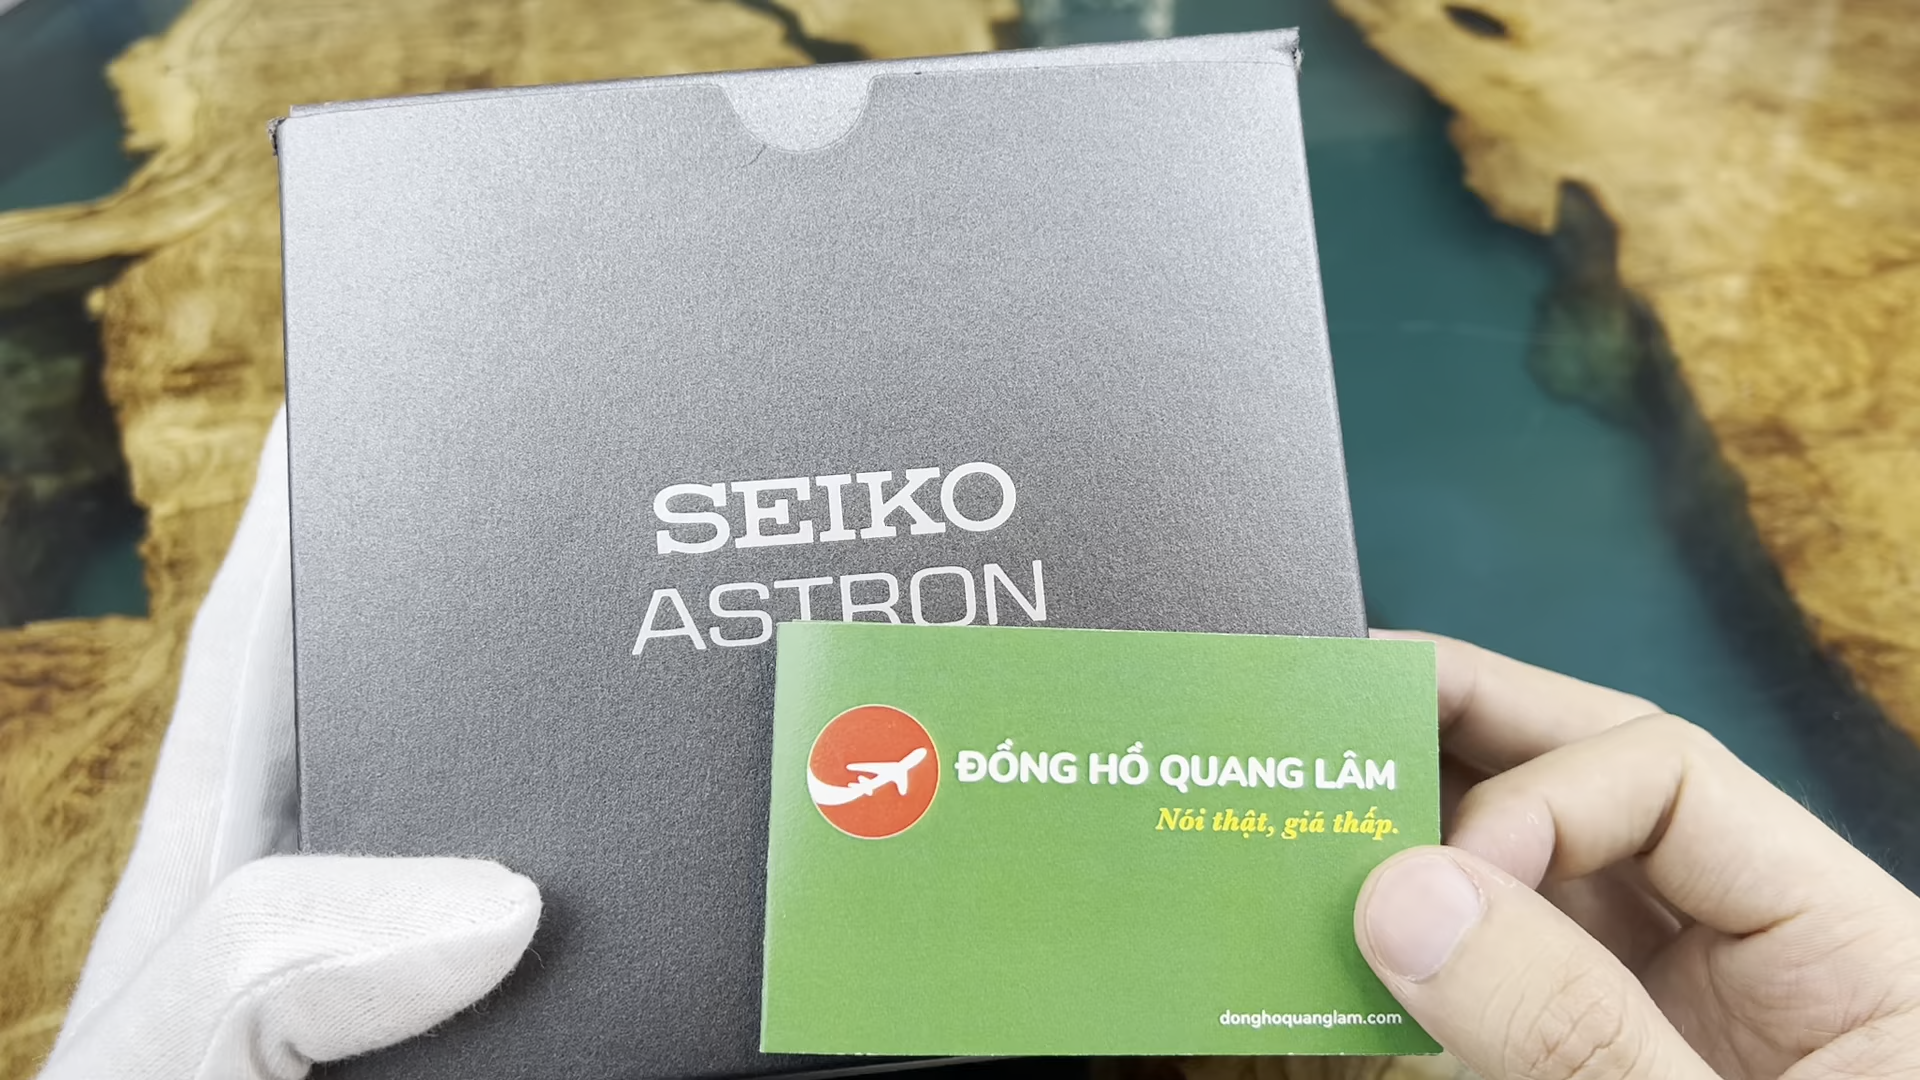 SEIKO
ASTRON
ĐỒNG HỒ QUANG LÂM
Nói thật, giá thấp.
donghoquanglam.com